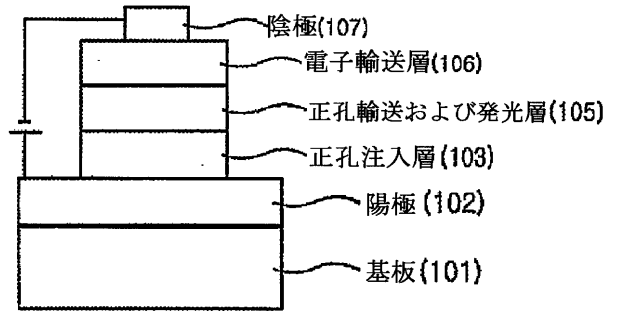 陰極(107)
電子輸送層(106)
正孔輸送および発光層(105)
正孔注入層(103)
陽極(102)
基板(101)